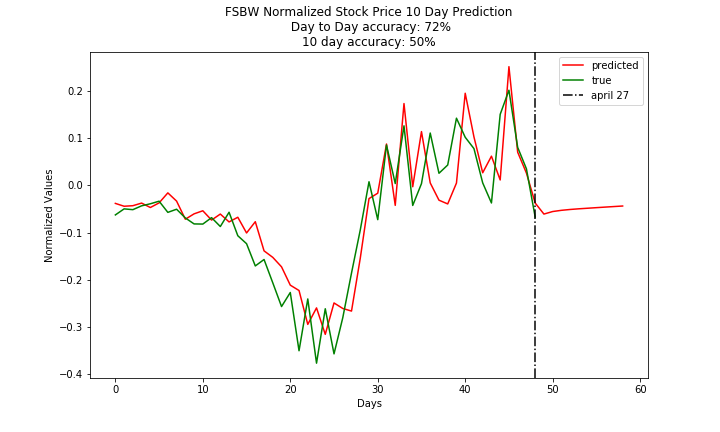 FSBW Normalized Stock Price 10 Day Prediction
Day to Day accuracy: 72%
10 day accuracy: 50%
predicted
true
april 27
Normalized Values
0.2
0.1
0.0
−0.1
−0.2
−0.3
−0.4
0 10 20 30 40 50 60
Days